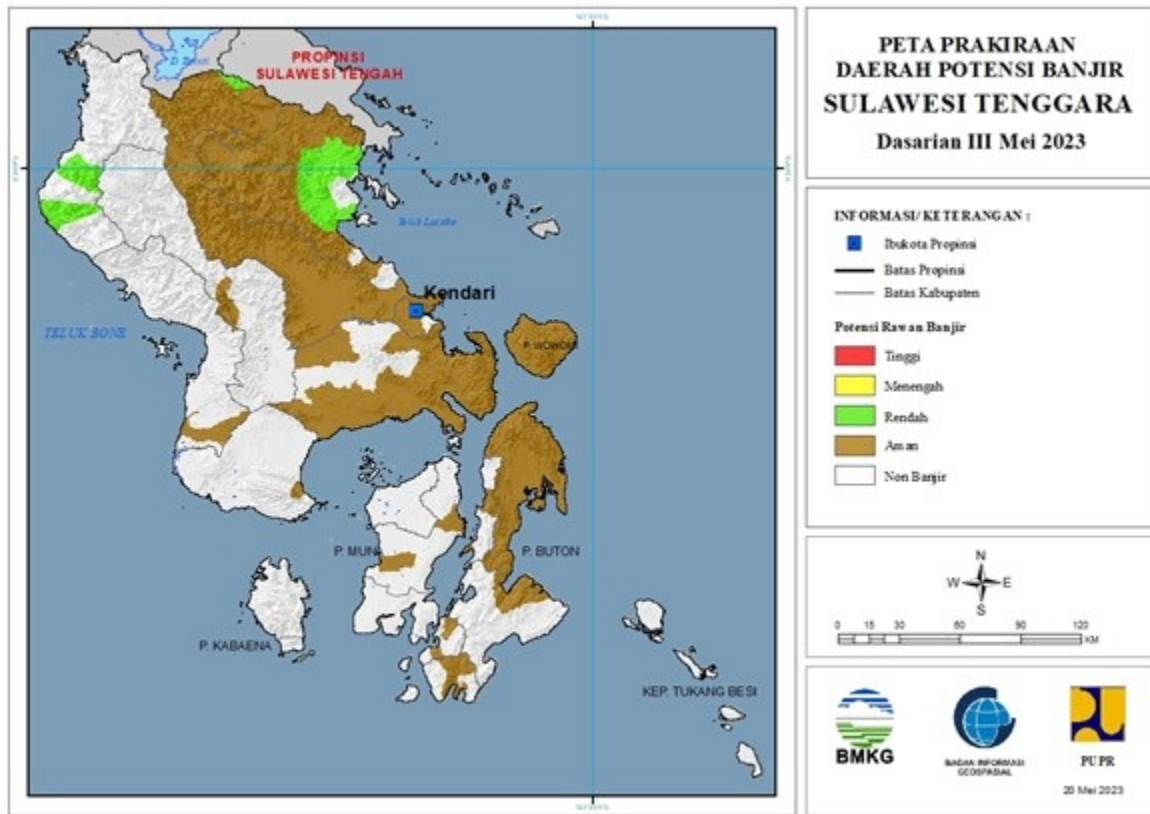 PROPINSI
SULAWESI TENGAH
Kendari
TELUK BONE
P. WOWONI
P. MUN
P. BUTON
P. KABAENA
KEP. TUKANG BESI
PETA PRAKIRAAN
DAERAH POTENSI BANJIR
SULAWESI TENGGARA
Dasarian III Mei 2023
INFORMASI/ KETERANGAN :
Ibukota Propinsi
Batas Propinsi
Batas Kabupaten
Potensi Rawan Banjir
Tinggi
Menengah
Rendah
Aman
Non Banjir
N
W E
S
0 15 30 60 90 120
KM
BMKG
BADAN INFORMASI
GEOSPASIAL
PUPR
20 Mei 2023